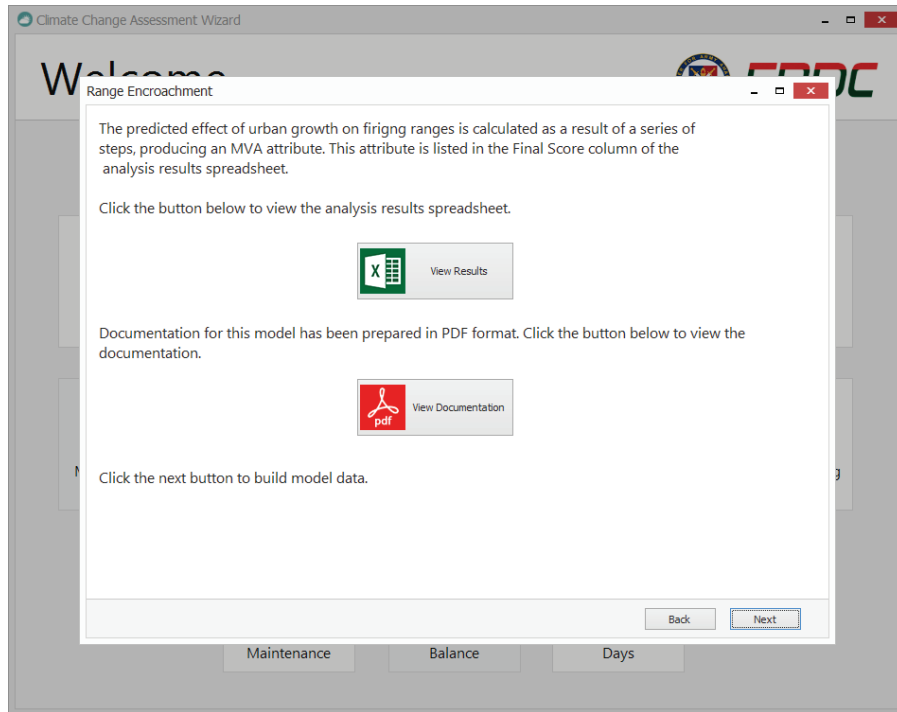 Climate Change Assessment Wizard
Welcome
Range Encroachment
The predicted effect of urban growth on firigng ranges is calculated as a result of a series of
steps, producing an MVA attribute. This attribute is listed in the Final Score column of the
analysis results spreadsheet.
Click the button below to view the analysis results spreadsheet.
View Results
Documentation for this model has been prepared in PDF format. Click the button below to view the
documentation.
pdf
View Documentation
Click the next button to build model data.
Back
Next
Maintenance
Balance
Days